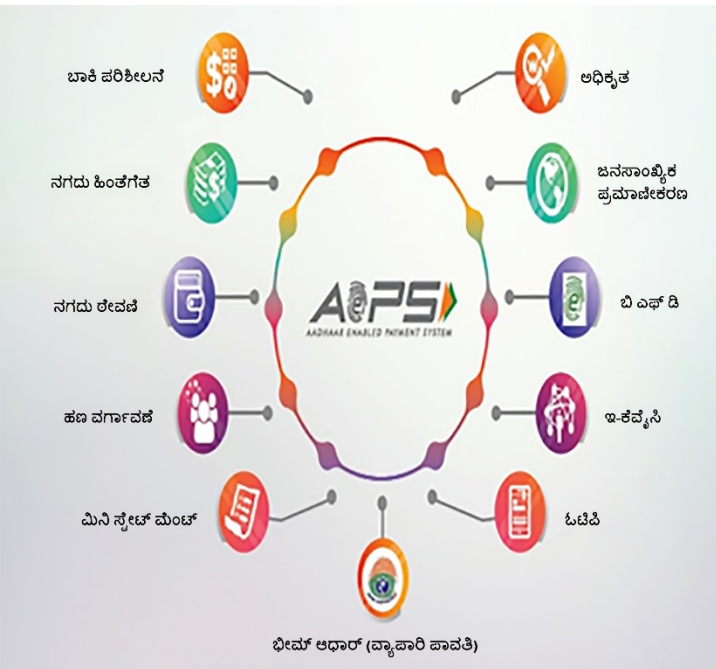 ಬಾಕಿ ಪರಿಶೀಲನೆ
ಅಧಿಕೃತ
ನಗದು ಹಿಂತೆಗೆತ
ಜನಸಾಂಖ್ಯಿಕ
ಪ್ರಮಾಣೀಕರಣ
ನಗದು ಠೇವಣಿ
AePS
AADHAAR ENABLED PAYMENT SYSTEM
ಬಿ ಎಫ್ ಡಿ
ಹಣ ವರ್ಗಾವಣೆ
ಇ-ಕೆವೈಸಿ
ಮಿನಿ ಸ್ಟೇಟ್ ಮೆಂಟ್
ಓಟಿಪಿ
ಭೀಮ್ ಆಧಾರ್ (ವ್ಯಾಪಾರಿ ಪಾವತಿ)